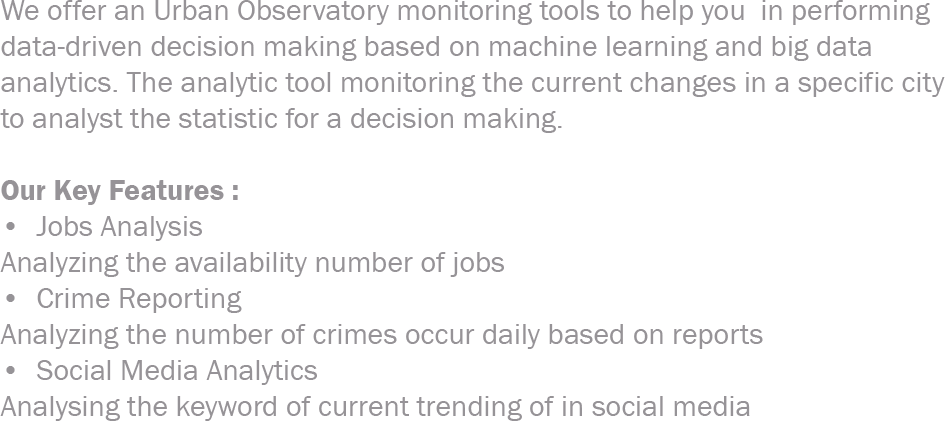 We offer an Urban Observatory monitoring tools to help you  in performing
data-driven decision making based on machine learning and big data
analytics. The analytic tool monitoring the current changes in a specific city
to analyst the statistic for a decision making.
Our Key Features :
• Jobs Analysis
Analyzing the availability number of jobs
• Crime Reporting
Analyzing the number of crimes occur daily based on reports
• Social Media Analytics
Analysing the keyword of current trending of in social media